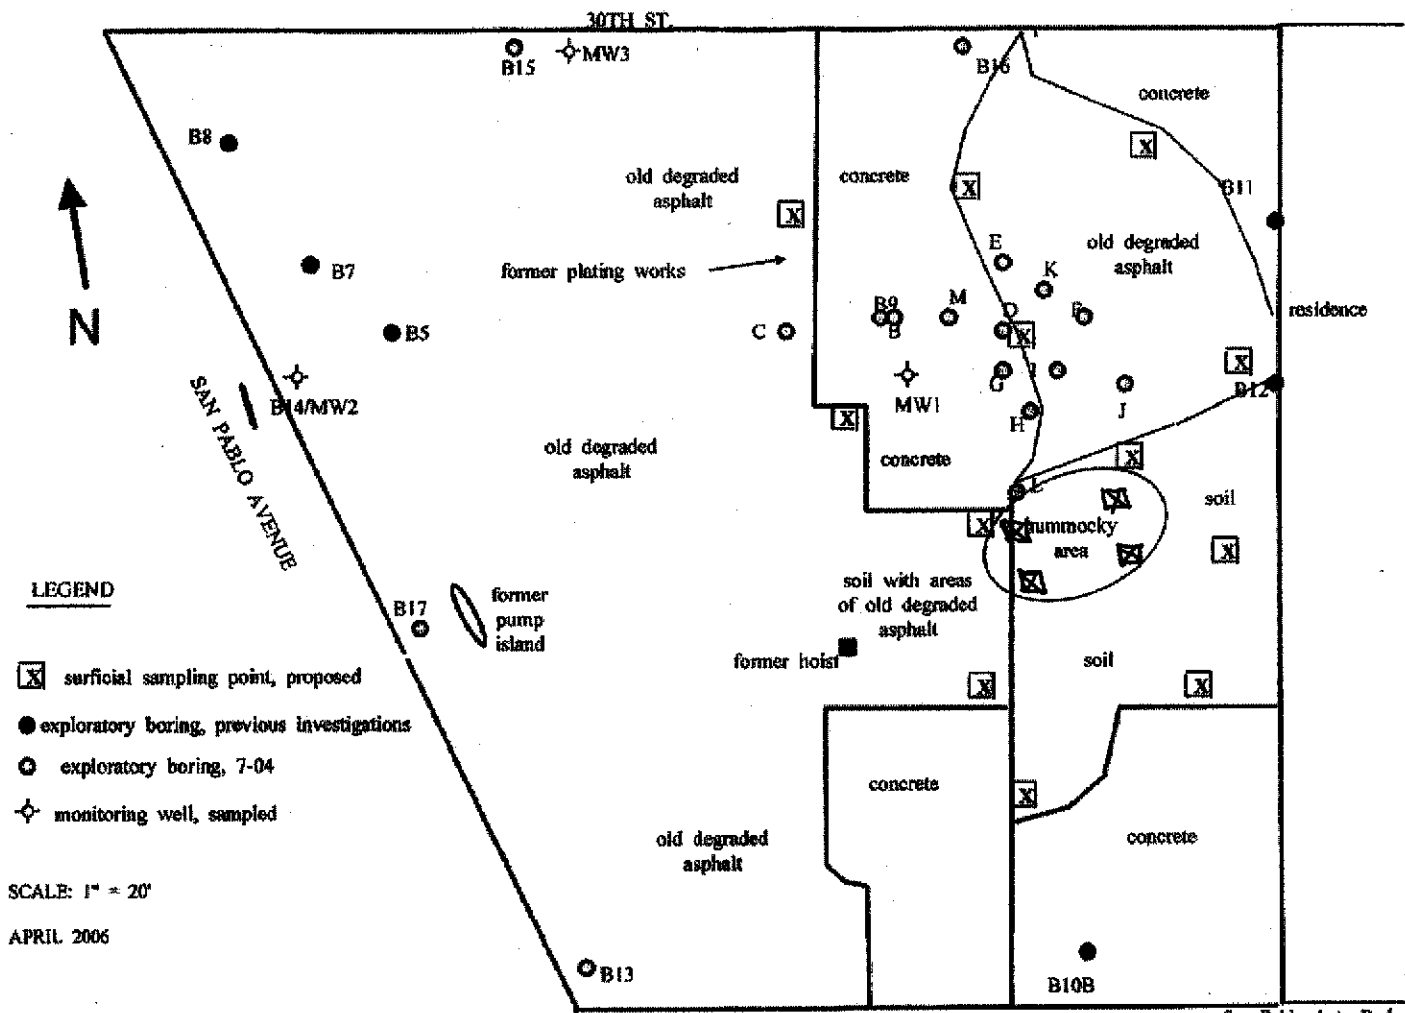 30TH ST.
B15
MW3
B16
concrete
B8
X
old degraded
asphalt
concrete
X
B11
X
old degraded
asphalt
E
K
former plating works
B7
residence
B9
M
D
C
B
B5
X
X
G
I
B12
MW1
J
B14/MW2
H
X
SAN PABLO AVENUE
old degraded
asphalt
concrete
X
L
soil
X
hummocky
area
X
LEGEND
soil with areas
of old degraded
asphalt
former
pump
island
B17
former hoist
soil
X surficial sampling point, proposed
X
X
exploratory boring, previous investigations
exploratory boring, 7-04
monitoring well, sampled
concrete
X
old degraded
asphalt
concrete
SCALE: 1" = 20'
APRIL 2006
B13
B10B